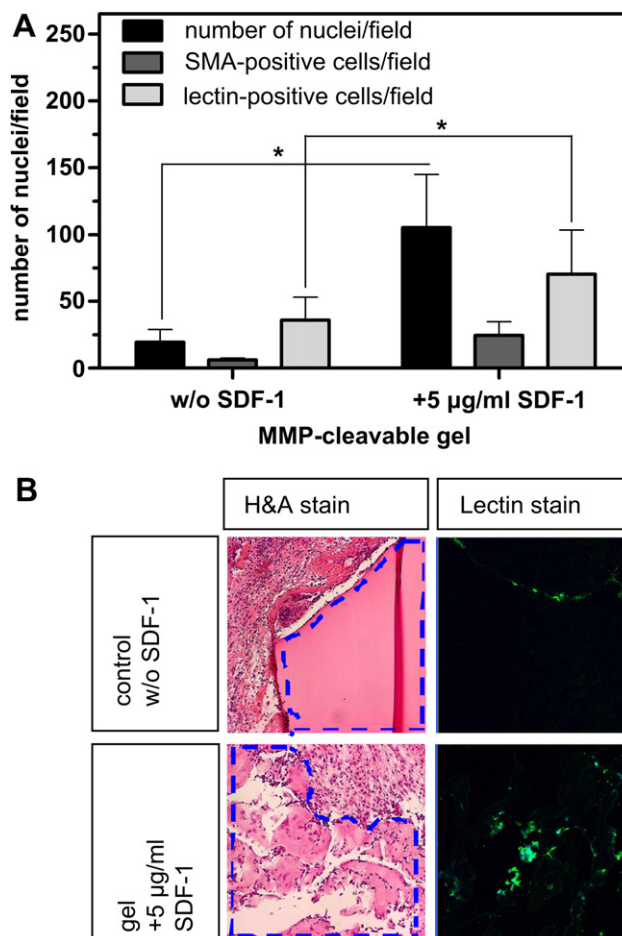 A
250
200
150
100
50
0
number of nuclei/field
number of nuclei/field
SMA-positive cells/field
lectin-positive cells/field
*
*
w/o SDF-1
+5 µg/ml SDF-1
MMP-cleavable gel
B
H&A stain
Lectin stain
control
w/o SDF-1
gel
+5 µg/ml
SDF-1